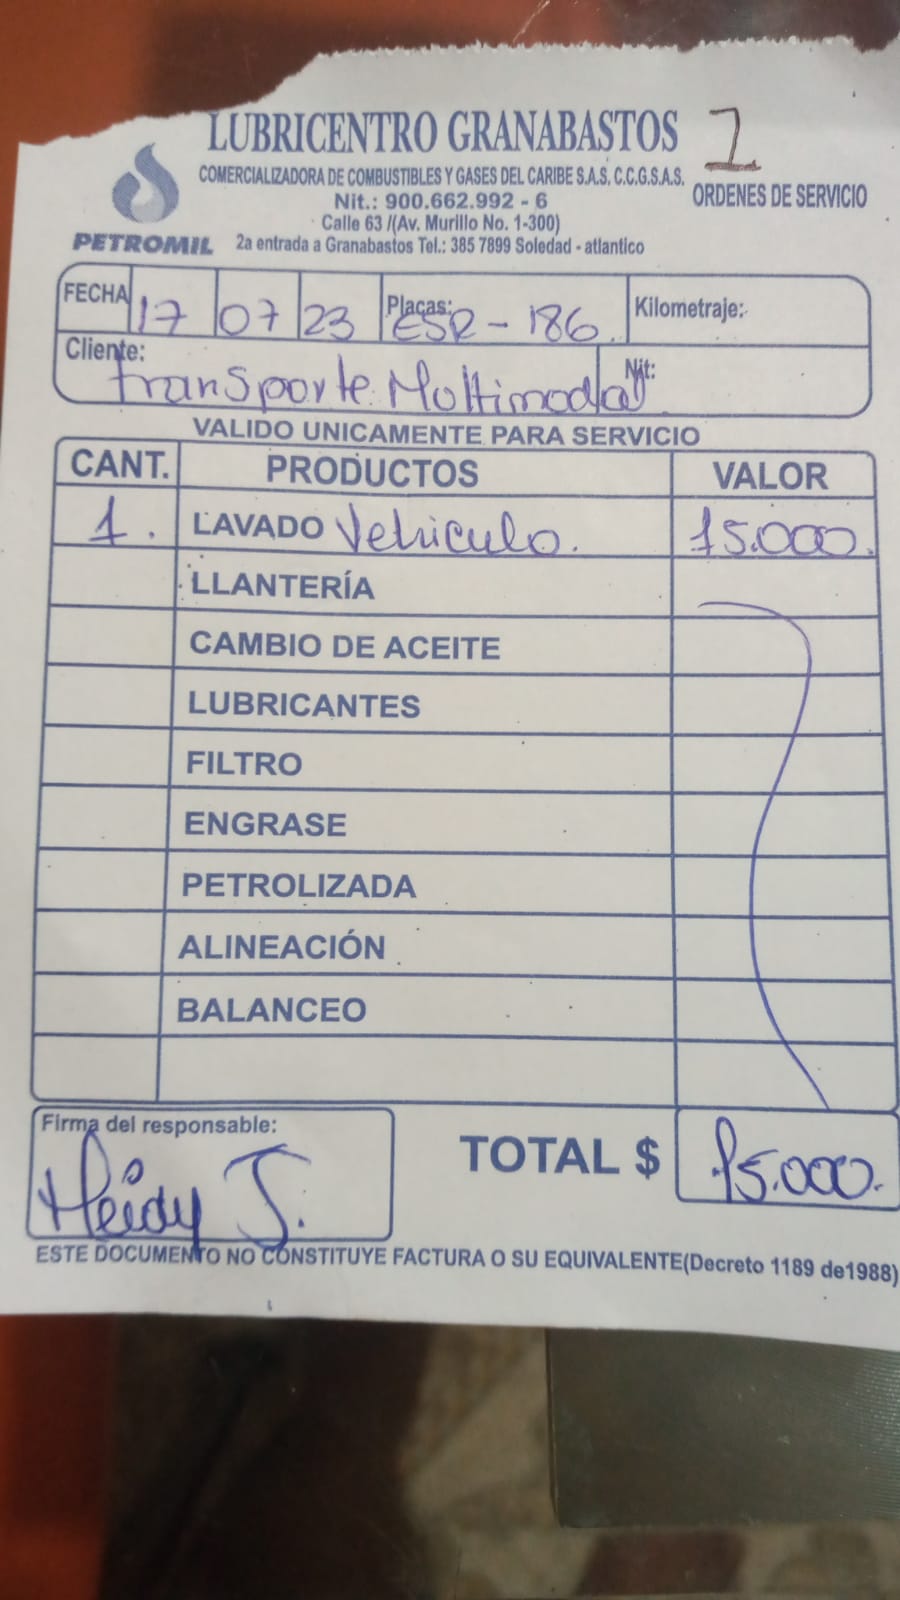 LUBRICENTRO GRANABASTOS 1
COMERCIALIZADORA DE COMBUSTIBLES Y GASES DEL CARIBE S.A.S. C.C.G.S.A.S.
ORDENES DE SERVICIO
Nit.: 900.662.992 - 6
Calle 63 /(Av. Murillo No. 1-300)
PETROMIL 2a entrada a Granabastos Tel.: 385 7899 Soledad - atlantico
FECHA 17 07 23 Placas: ESR - 186. Kilometraje:
Cliente: Transporte Multimodal Nit:
VALIDO UNICAMENTE PARA SERVICIO
CANT. PRODUCTOS VALOR
1. LAVADO Vehiculo. 15.000.
LLANTERÍA
CAMBIO DE ACEITE
LUBRICANTES
FILTRO
ENGRASE
PETROLIZADA
ALINEACIÓN
BALANCEO
Firma del responsable:
Heidy J.
TOTAL $ 15.000.
ESTE DOCUMENTO NO CONSTITUYE FACTURA O SU EQUIVALENTE(Decreto 1189 de1988)